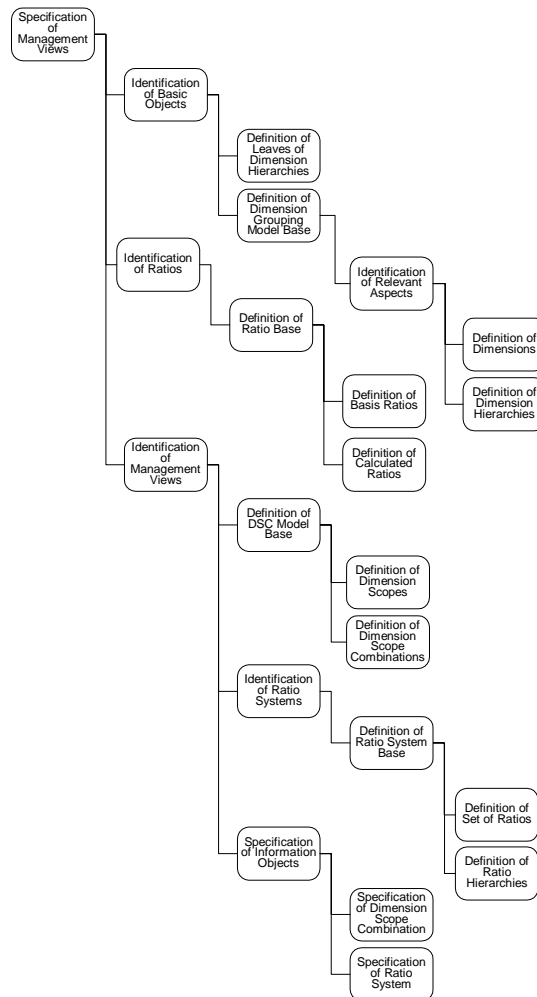 Specification
of
Management
Views
Identification
of Basic
Objects
Definition of
Leaves of
Dimension
Hierarchies
Definition of
Dimension
Grouping
Model Base
Identification
of Ratios
Identification
of Relevant
Aspects
Definition of
Ratio Base
Definition of
Dimensions
Definition of
Basis Ratios
Definition of
Dimension
Hierarchies
Identification
of
Management
Views
Definition of
Calculated
Ratios
Definition of
DSC Model
Base
Definition of
Dimension
Scopes
Definition of
Dimension
Scope
Combinations
Identification
of Ratio
Systems
Definition of
Ratio System
Base
Definition of
Set of Ratios
Specification
of Information
Objects
Definition of
Ratio
Hierarchies
Specification
of Dimension
Scope
Combination
Specification
of Ratio
System